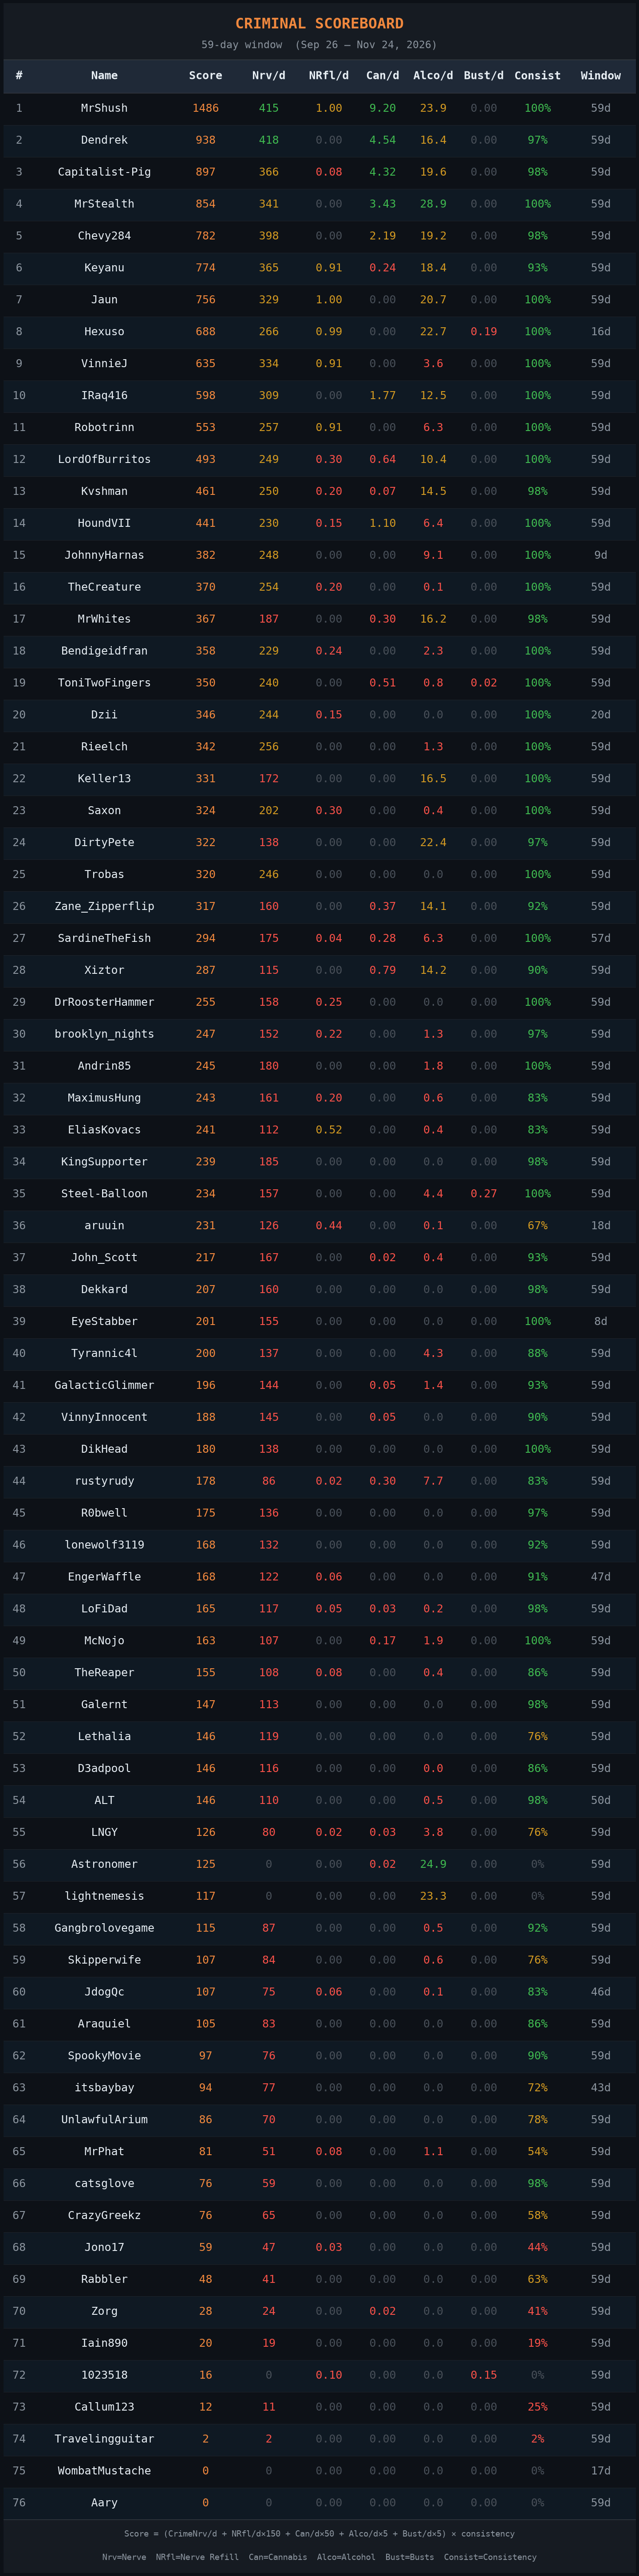 CRIMINAL SCOREBOARD
59-day window (Sep 26 — Nov 24, 2026)
# Name Score Nrv/d NRfl/d Can/d Alco/d Bust/d Consist Window
1 MrShush 1486 415 1.00 9.20 23.9 0.00 100% 59d
2 Dendrek 938 418 0.00 4.54 16.4 0.00 97% 59d
3 Capitalist-Pig 897 366 0.08 4.32 19.6 0.00 98% 59d
4 MrStealth 854 341 0.00 3.43 28.9 0.00 100% 59d
5 Chevy284 782 398 0.00 2.19 19.2 0.00 98% 59d
6 Keyanu 774 365 0.91 0.24 18.4 0.00 93% 59d
7 Jaun 756 329 1.00 0.00 20.7 0.00 100% 59d
8 Hexuso 688 266 0.99 0.00 22.7 0.19 100% 16d
9 VinnieJ 635 334 0.91 0.00 3.6 0.00 100% 59d
10 IRaq416 598 309 0.00 1.77 12.5 0.00 100% 59d
11 Robotrinn 553 257 0.91 0.00 6.3 0.00 100% 59d
12 LordOfBurritos 493 249 0.30 0.64 10.4 0.00 100% 59d
13 Kvshman 461 250 0.20 0.07 14.5 0.00 98% 59d
14 HoundVII 441 230 0.15 1.10 6.4 0.00 100% 59d
15 JohnnyHarnas 382 248 0.00 0.00 9.1 0.00 100% 9d
16 TheCreature 370 254 0.20 0.00 0.1 0.00 100% 59d
17 MrWhites 367 187 0.00 0.30 16.2 0.00 98% 59d
18 Bendigeidfran 358 229 0.24 0.00 2.3 0.00 100% 59d
19 ToniTwoFingers 350 240 0.00 0.51 0.8 0.02 100% 59d
20 Dzii 346 244 0.15 0.00 0.0 0.00 100% 20d
21 Rieelch 342 256 0.00 0.00 1.3 0.00 100% 59d
22 Keller13 331 172 0.00 0.00 16.5 0.00 100% 59d
23 Saxon 324 202 0.30 0.00 0.4 0.00 100% 59d
24 DirtyPete 322 138 0.00 0.00 22.4 0.00 97% 59d
25 Trobas 320 246 0.00 0.00 0.0 0.00 100% 59d
26 Zane_Zipperflip 317 160 0.00 0.37 14.1 0.00 92% 59d
27 SardineTheFish 294 175 0.04 0.28 6.3 0.00 100% 57d
28 Xiztor 287 115 0.00 0.79 14.2 0.00 90% 59d
29 DrRoosterHammer 255 158 0.25 0.00 0.0 0.00 100% 59d
30 brooklyn_nights 247 152 0.22 0.00 1.3 0.00 97% 59d
31 Andrin85 245 180 0.00 0.00 1.8 0.00 100% 59d
32 MaximusHung 243 161 0.20 0.00 0.6 0.00 83% 59d
33 EliasKovacs 241 112 0.52 0.00 0.4 0.00 83% 59d
34 KingSupporter 239 185 0.00 0.00 0.0 0.00 98% 59d
35 Steel-Balloon 234 157 0.00 0.00 4.4 0.27 100% 59d
36 aruuin 231 126 0.44 0.00 0.1 0.00 67% 18d
37 John_Scott 217 167 0.00 0.02 0.4 0.00 93% 59d
38 Dekkard 207 160 0.00 0.00 0.0 0.00 98% 59d
39 EyeStabber 201 155 0.00 0.00 0.0 0.00 100% 8d
40 Tyrannic4l 200 137 0.00 0.00 4.3 0.00 88% 59d
41 GalacticGlimmer 196 144 0.00 0.05 1.4 0.00 93% 59d
42 VinnyInnocent 188 145 0.00 0.05 0.0 0.00 90% 59d
43 DikHead 180 138 0.00 0.00 0.0 0.00 100% 59d
44 rustyrudy 178 86 0.02 0.30 7.7 0.00 83% 59d
45 R0bwell 175 136 0.00 0.00 0.0 0.00 97% 59d
46 lonewolf3119 168 132 0.00 0.00 0.0 0.00 92% 59d
47 EngerWaffle 168 122 0.06 0.00 0.0 0.00 91% 47d
48 LoFiDad 165 117 0.05 0.03 0.2 0.00 98% 59d
49 McNojo 163 107 0.00 0.17 1.9 0.00 100% 59d
50 TheReaper 155 108 0.08 0.00 0.4 0.00 86% 59d
51 Galernt 147 113 0.00 0.00 0.0 0.00 98% 59d
52 Lethalia 146 119 0.00 0.00 0.0 0.00 76% 59d
53 D3adpool 146 116 0.00 0.00 0.0 0.00 86% 59d
54 ALT 146 110 0.00 0.00 0.5 0.00 98% 50d
55 LNGY 126 80 0.02 0.03 3.8 0.00 76% 59d
56 Astronomer 125 0 0.00 0.02 24.9 0.00 0% 59d
57 lightnemesis 117 0 0.00 0.00 23.3 0.00 0% 59d
58 Gangbrolovegame 115 87 0.00 0.00 0.5 0.00 92% 59d
59 Skipperwife 107 84 0.00 0.00 0.6 0.00 76% 59d
60 JdogQc 107 75 0.06 0.00 0.1 0.00 83% 46d
61 Araquiel 105 83 0.00 0.00 0.0 0.00 86% 59d
62 SpookyMovie 97 76 0.00 0.00 0.0 0.00 90% 59d
63 itsbaybay 94 77 0.00 0.00 0.0 0.00 72% 43d
64 UnlawfulArium 86 70 0.00 0.00 0.0 0.00 78% 59d
65 MrPhat 81 51 0.08 0.00 1.1 0.00 54% 59d
66 catsglove 76 59 0.00 0.00 0.0 0.00 98% 59d
67 CrazyGreekz 76 65 0.00 0.00 0.0 0.00 58% 59d
68 Jono17 59 47 0.03 0.00 0.0 0.00 44% 59d
69 Rabbler 48 41 0.00 0.00 0.0 0.00 63% 59d
70 Zorg 28 24 0.00 0.02 0.0 0.00 41% 59d
71 Iain890 20 19 0.00 0.00 0.0 0.00 19% 59d
72 1023518 16 0 0.10 0.00 0.0 0.15 0% 59d
73 Callum123 12 11 0.00 0.00 0.0 0.00 25% 59d
74 Travelingguitar 2 2 0.00 0.00 0.0 0.00 2% 59d
75 WombatMustache 0 0 0.00 0.00 0.0 0.00 0% 17d
76 Aary 0 0 0.00 0.00 0.0 0.00 0% 59d
Score = (CrimeNrv/d + NRfl/d×150 + Can/d×50 + Alco/d×5 + Bust/d×5) × consistency
Nrv=Nerve NRfl=Nerve Refill Can=Cannabis Alco=Alcohol Bust=Busts Consist=Consistency